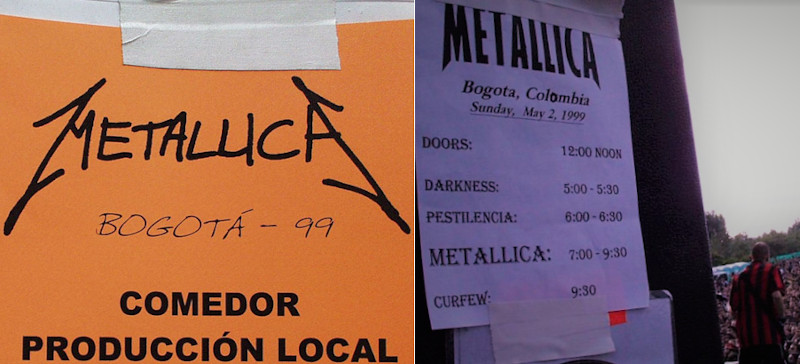 METALLICA
BOGOTÁ - 99
COMEDOR
PRODUCCIÓN LOCAL
METALLICA
Bogota, Colombia
Sunday, May 2, 1999
DOORS: 12:00 NOON
DARKNESS: 5:00 - 5:30
PESTILENCIA: 6:00 - 6:30
METALLICA: 7:00 - 9:30
CURFEW: 9:30